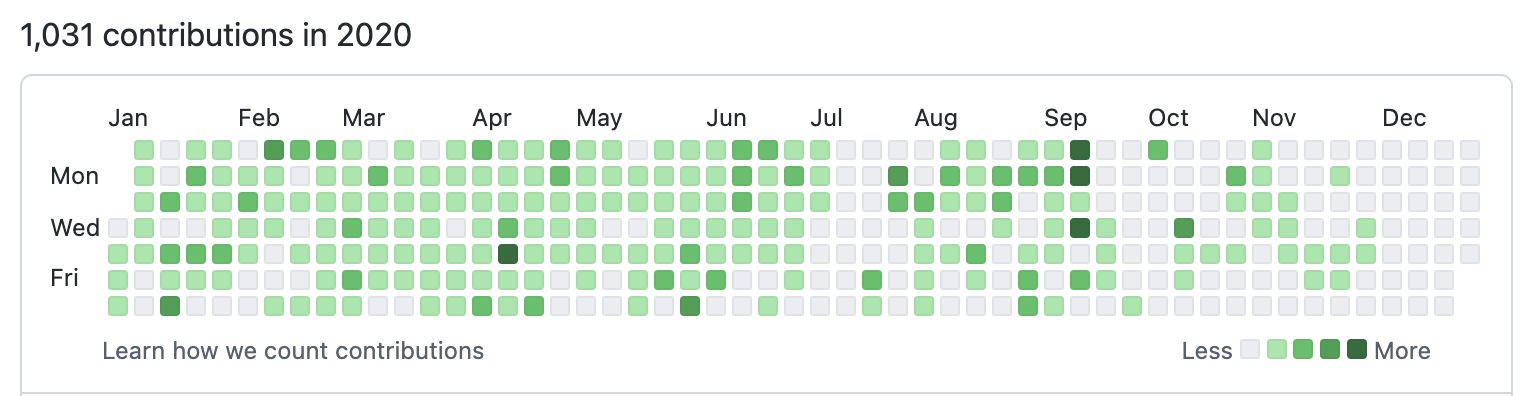 1,031 contributions in 2020
Jan Feb Mar Apr May Jun Jul Aug Sep Oct Nov Dec
Mon
Wed
Fri
Learn how we count contributions
Less More